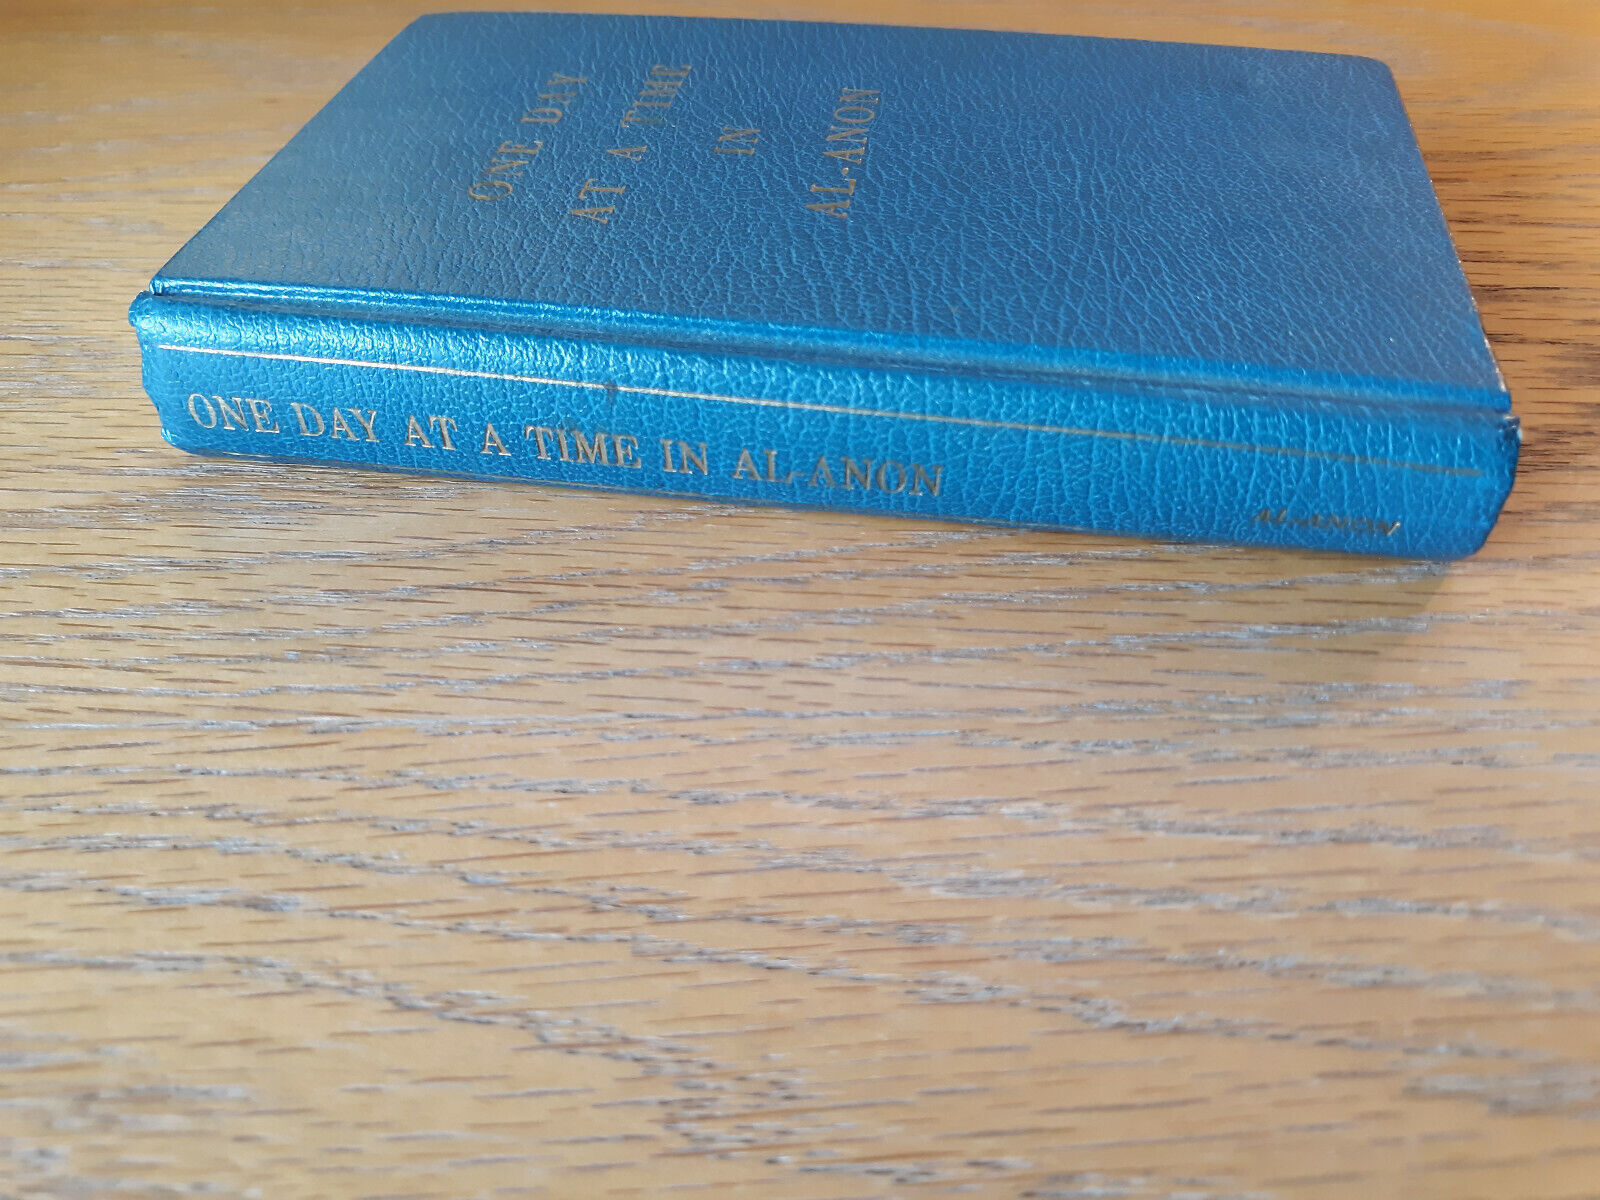 ONE DAY
AT A TIME
IN
AL-ANON
ONE DAY AT A TIME IN AL-ANON
AL-ANON